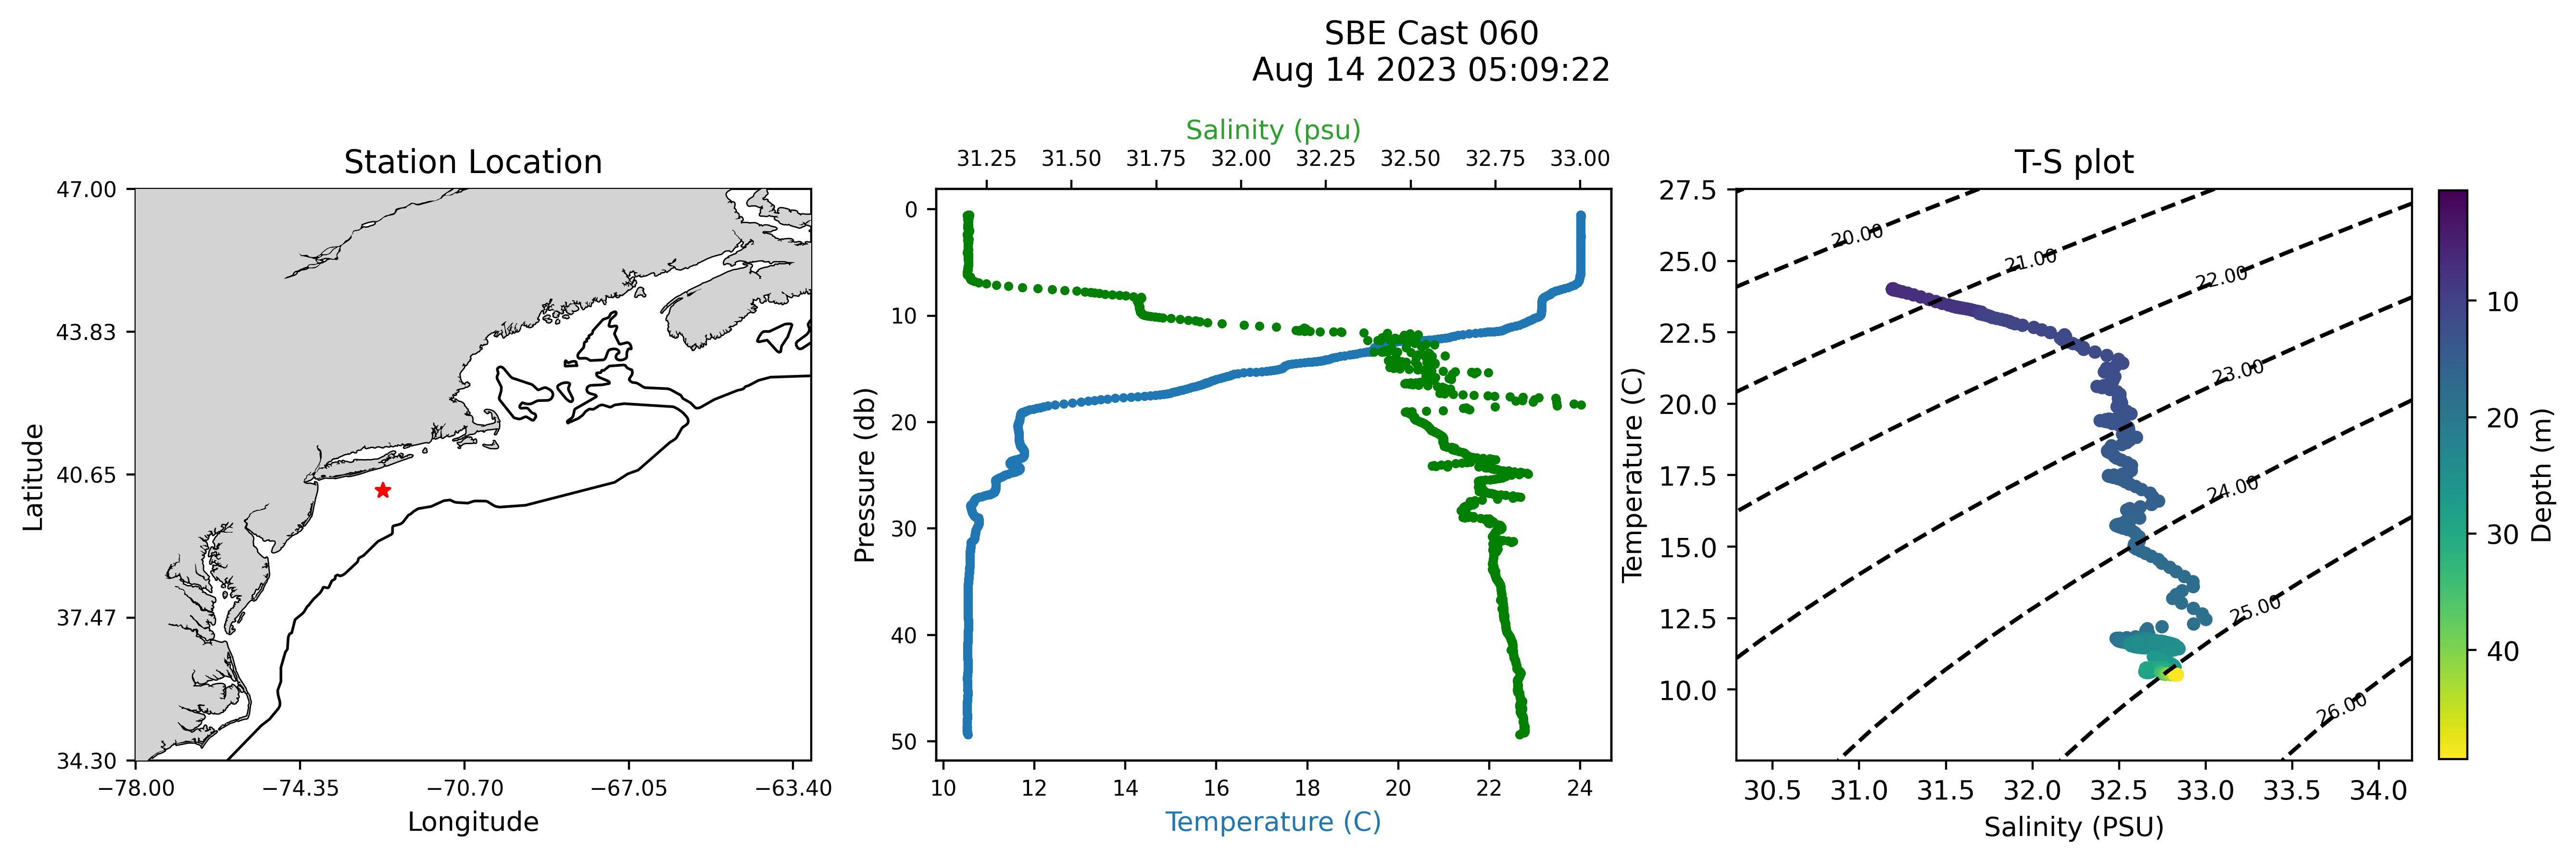 SBE Cast 060
Aug 14 2023 05:09:22
Station Location
47.00
43.83
40.65
37.47
34.30
Latitude
−78.00 −74.35 −70.70 −67.05 −63.40
Longitude
Salinity (psu)
31.25 31.50 31.75 32.00 32.25 32.50 32.75 33.00
0
10
20
30
40
50
Pressure (db)
10 12 14 16 18 20 22 24
Temperature (C)
T-S plot
27.5
25.0
22.5
20.0
17.5
15.0
12.5
10.0
Temperature (C)
20.00
21.00
22.00
23.00
24.00
25.00
26.00
30.5 31.0 31.5 32.0 32.5 33.0 33.5 34.0
Salinity (PSU)
10
20
30
40
Depth (m)